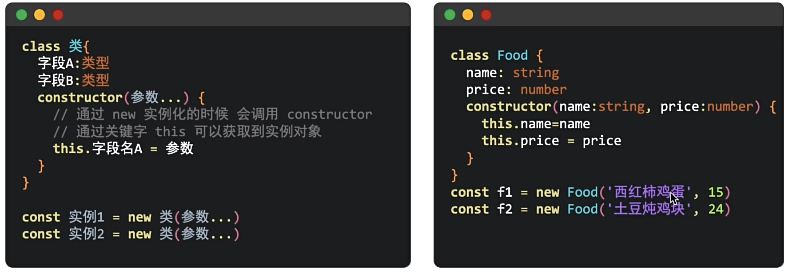 class 类{
字段A:类型
字段B:类型
constructor(参数...) {
// 通过 new 实例化的时候 会调用 constructor
// 通过关键字 this 可以获取到实例对象
this.字段名A = 参数
}
}
const 实例1 = new 类(参数...)
const 实例2 = new 类(参数...)
class Food {
name: string
price: number
constructor(name:string, price:number) {
this.name=name
this.price = price
}
}
const f1 = new Food('西红柿鸡蛋', 15)
const f2 = new Food('土豆炖鸡块', 24)